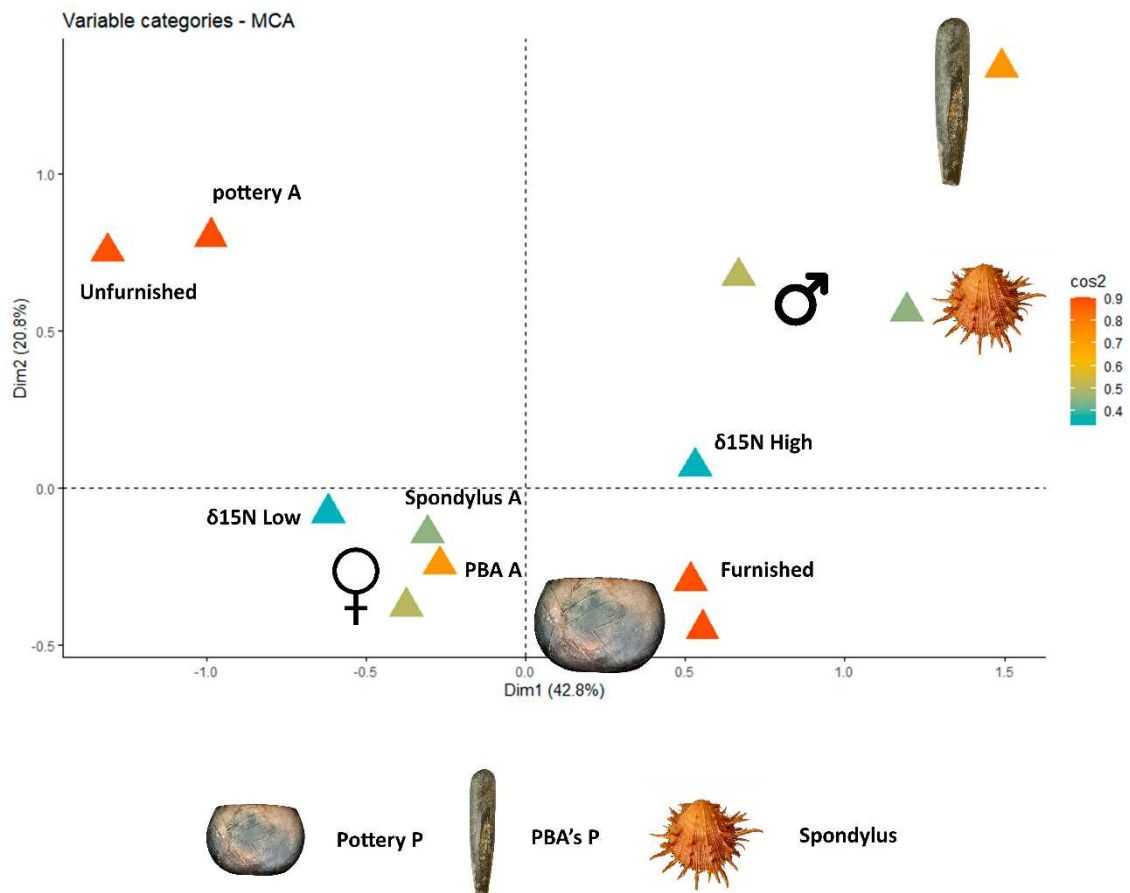 Variable categories - MCA
1.0
pottery A
Unfurnished
cos2
0.9
0.8
0.7
0.6
0.5
0.4
0.5
Dim2 (20.8%)
δ15N High
0.0
Spondylus A
δ15N Low
PBA A
Furnished
-0.5
-1.0
-0.5
0.0
0.5
1.0
1.5
Dim1 (42.8%)
Pottery P
PBA's P
Spondylus